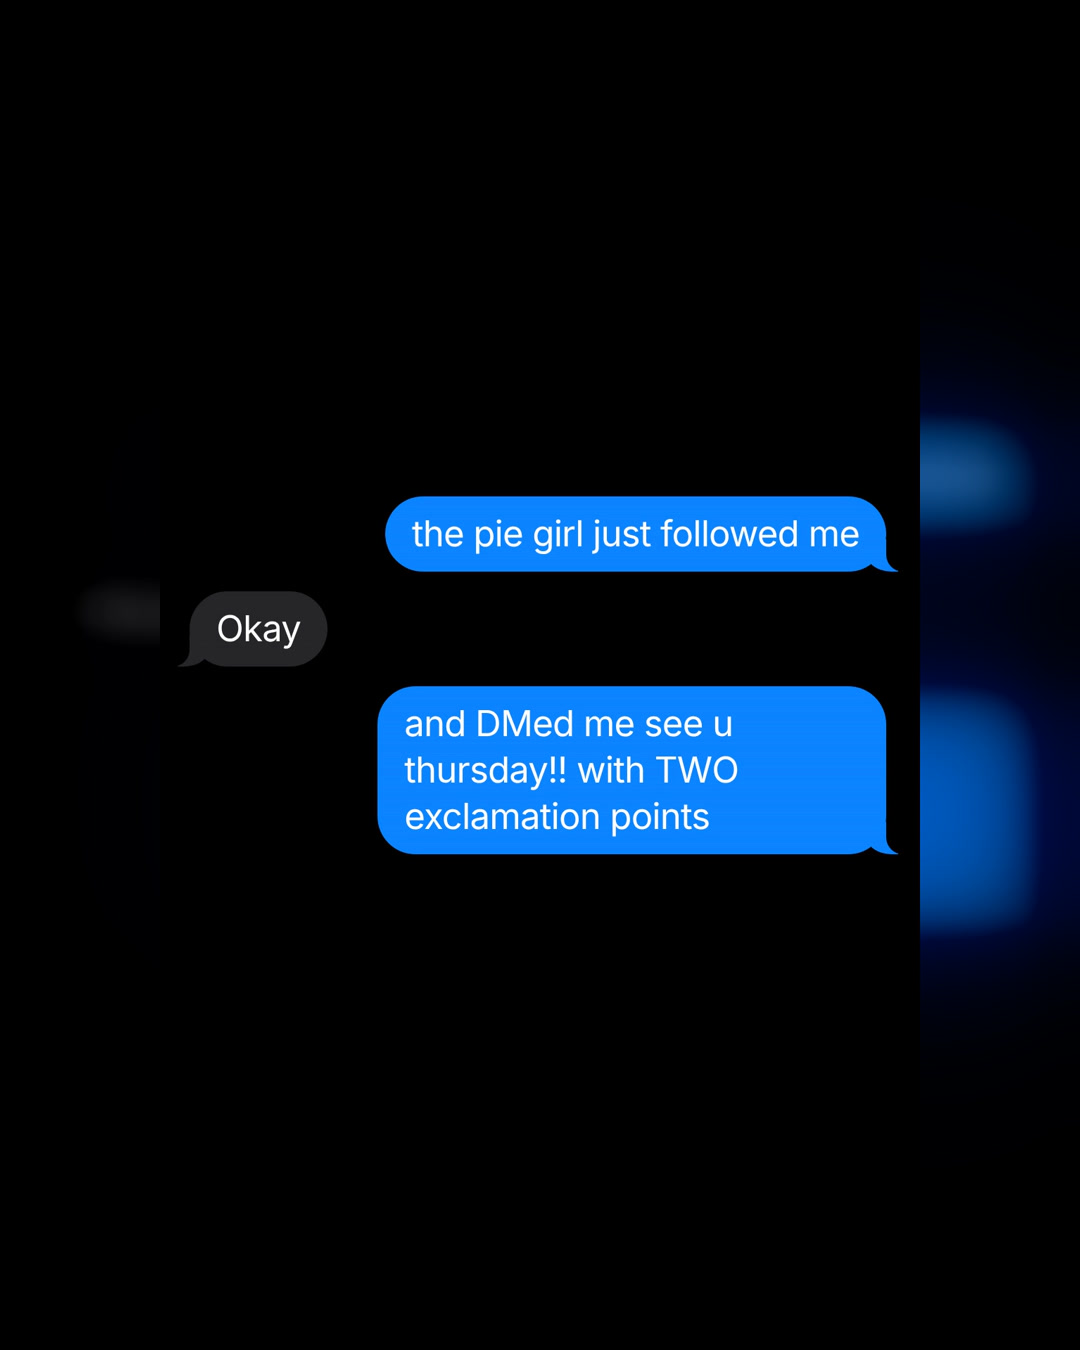 the pie girl just followed me
Okay
and DMed me see u
thursday!! with TWO
exclamation points